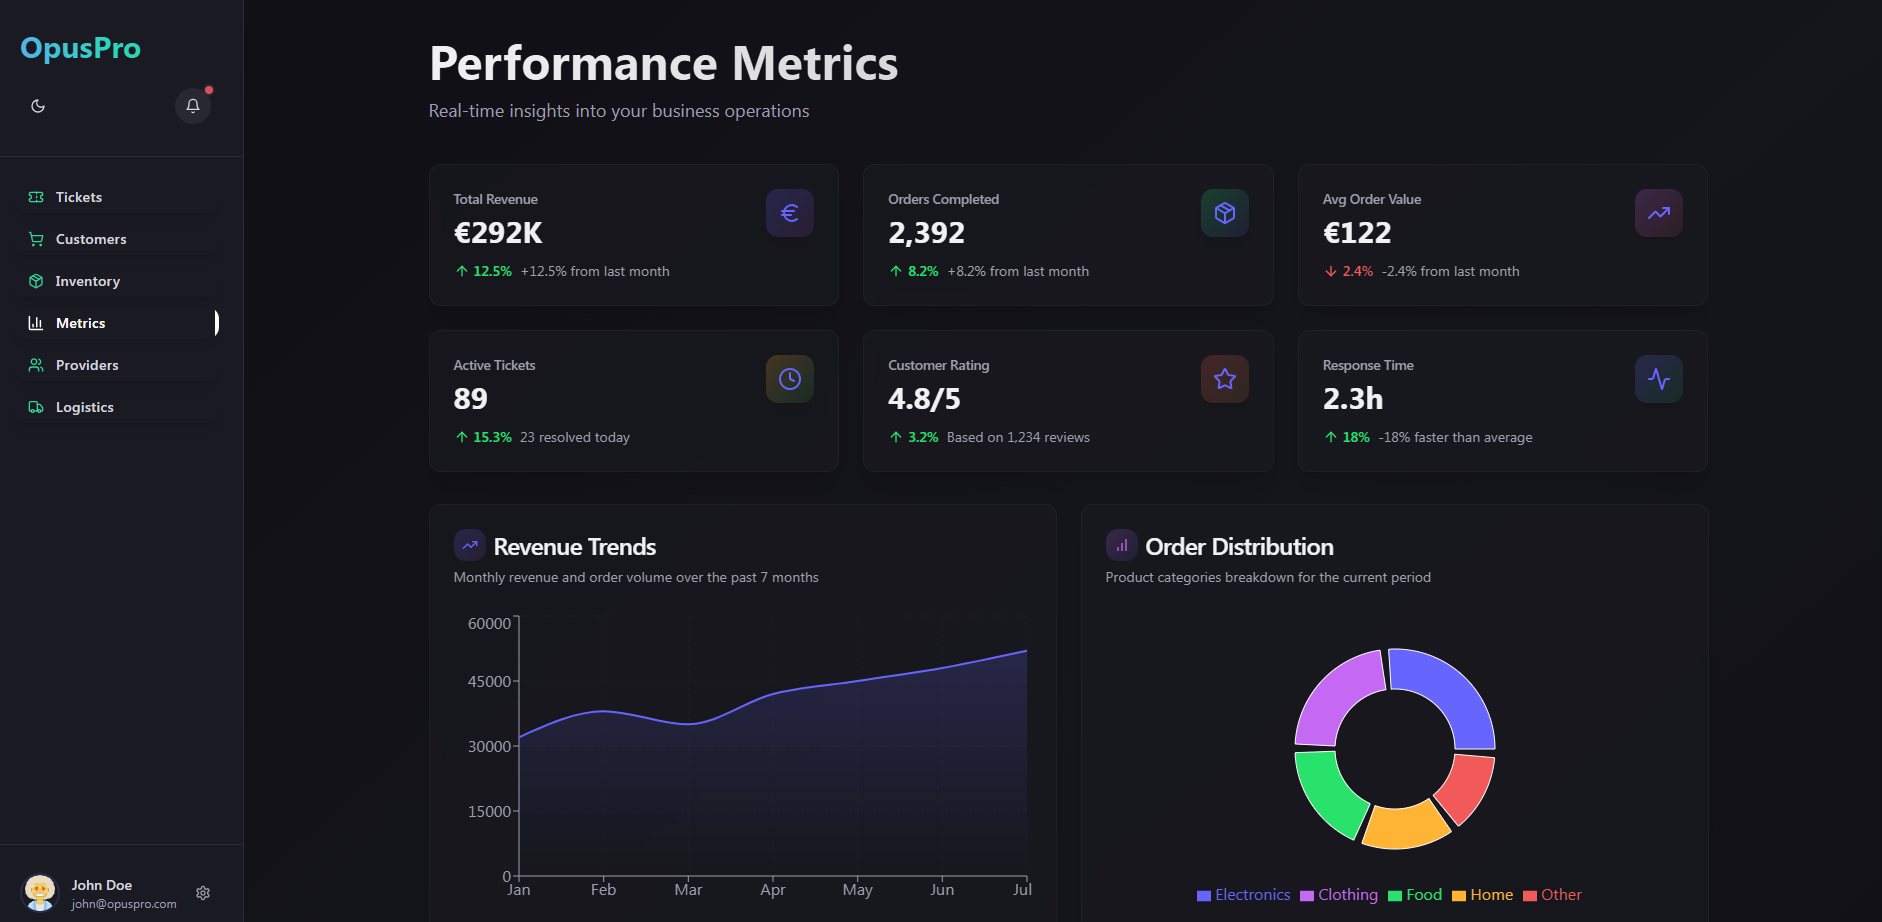 OpusPro
Tickets
Customers
Inventory
Metrics
Providers
Logistics
John Doe
john@opuspro.com
Performance Metrics
Real-time insights into your business operations
Total Revenue
€292K
12.5% +12.5% from last month
Orders Completed
2,392
8.2% +8.2% from last month
Avg Order Value
€122
2.4% -2.4% from last month
Active Tickets
89
15.3% 23 resolved today
Customer Rating
4.8/5
3.2% Based on 1,234 reviews
Response Time
2.3h
18% -18% faster than average
Revenue Trends
Monthly revenue and order volume over the past 7 months
60000
45000
30000
15000
0
Jan Feb Mar Apr May Jun Jul
Order Distribution
Product categories breakdown for the current period
Electronics Clothing Food Home Other